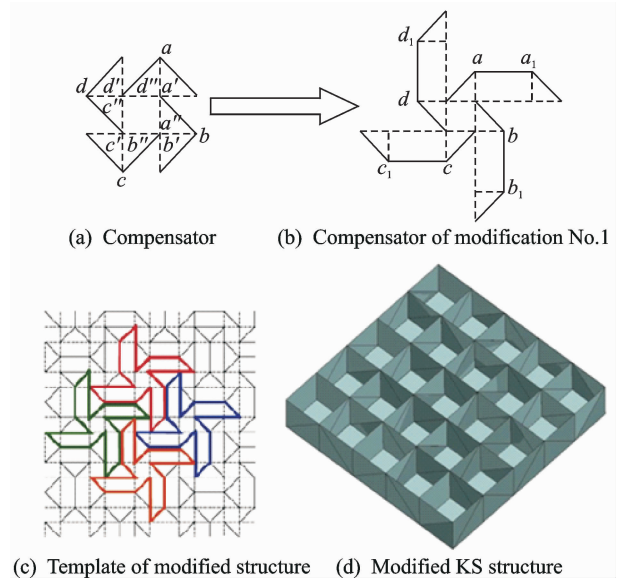 a
d d′ d″ a′
c″
a″
c′ b″ b′ b
c
d₁
a a₁
d
b
c₁ c
b₁
(a) Compensator
(b) Compensator of modification No.1
(c) Template of modified structure
(d) Modified KS structure